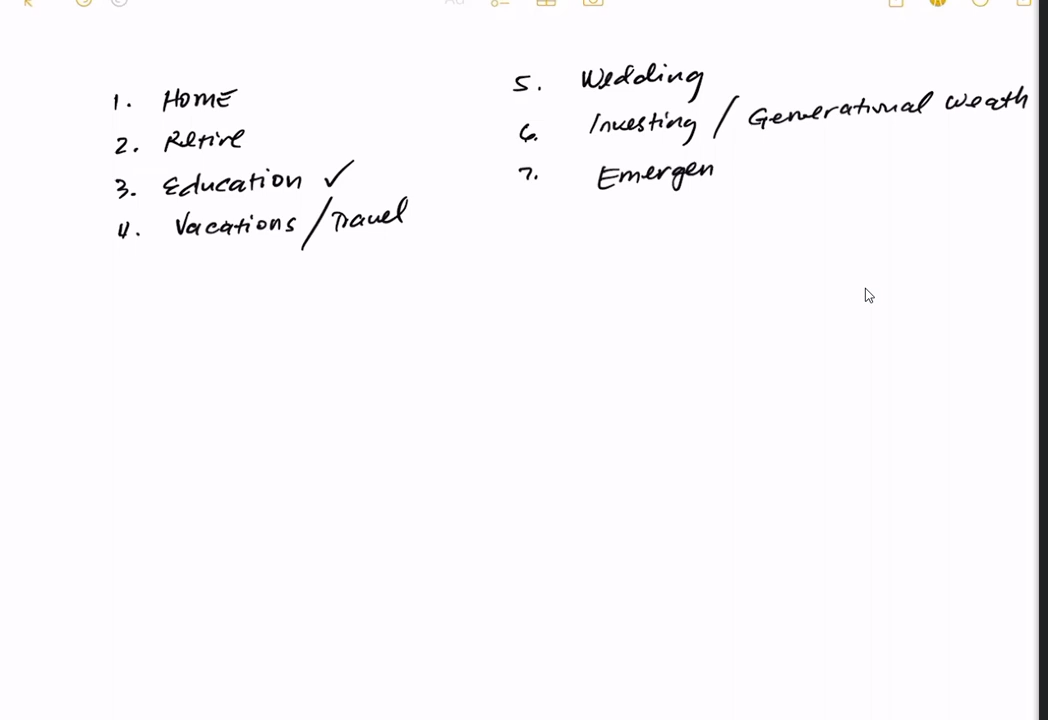 1. Home
2. Retire
3. Education ✓
4. Vacations / Travel
5. Wedding
6. Investing / Generational weath
7. Emergen